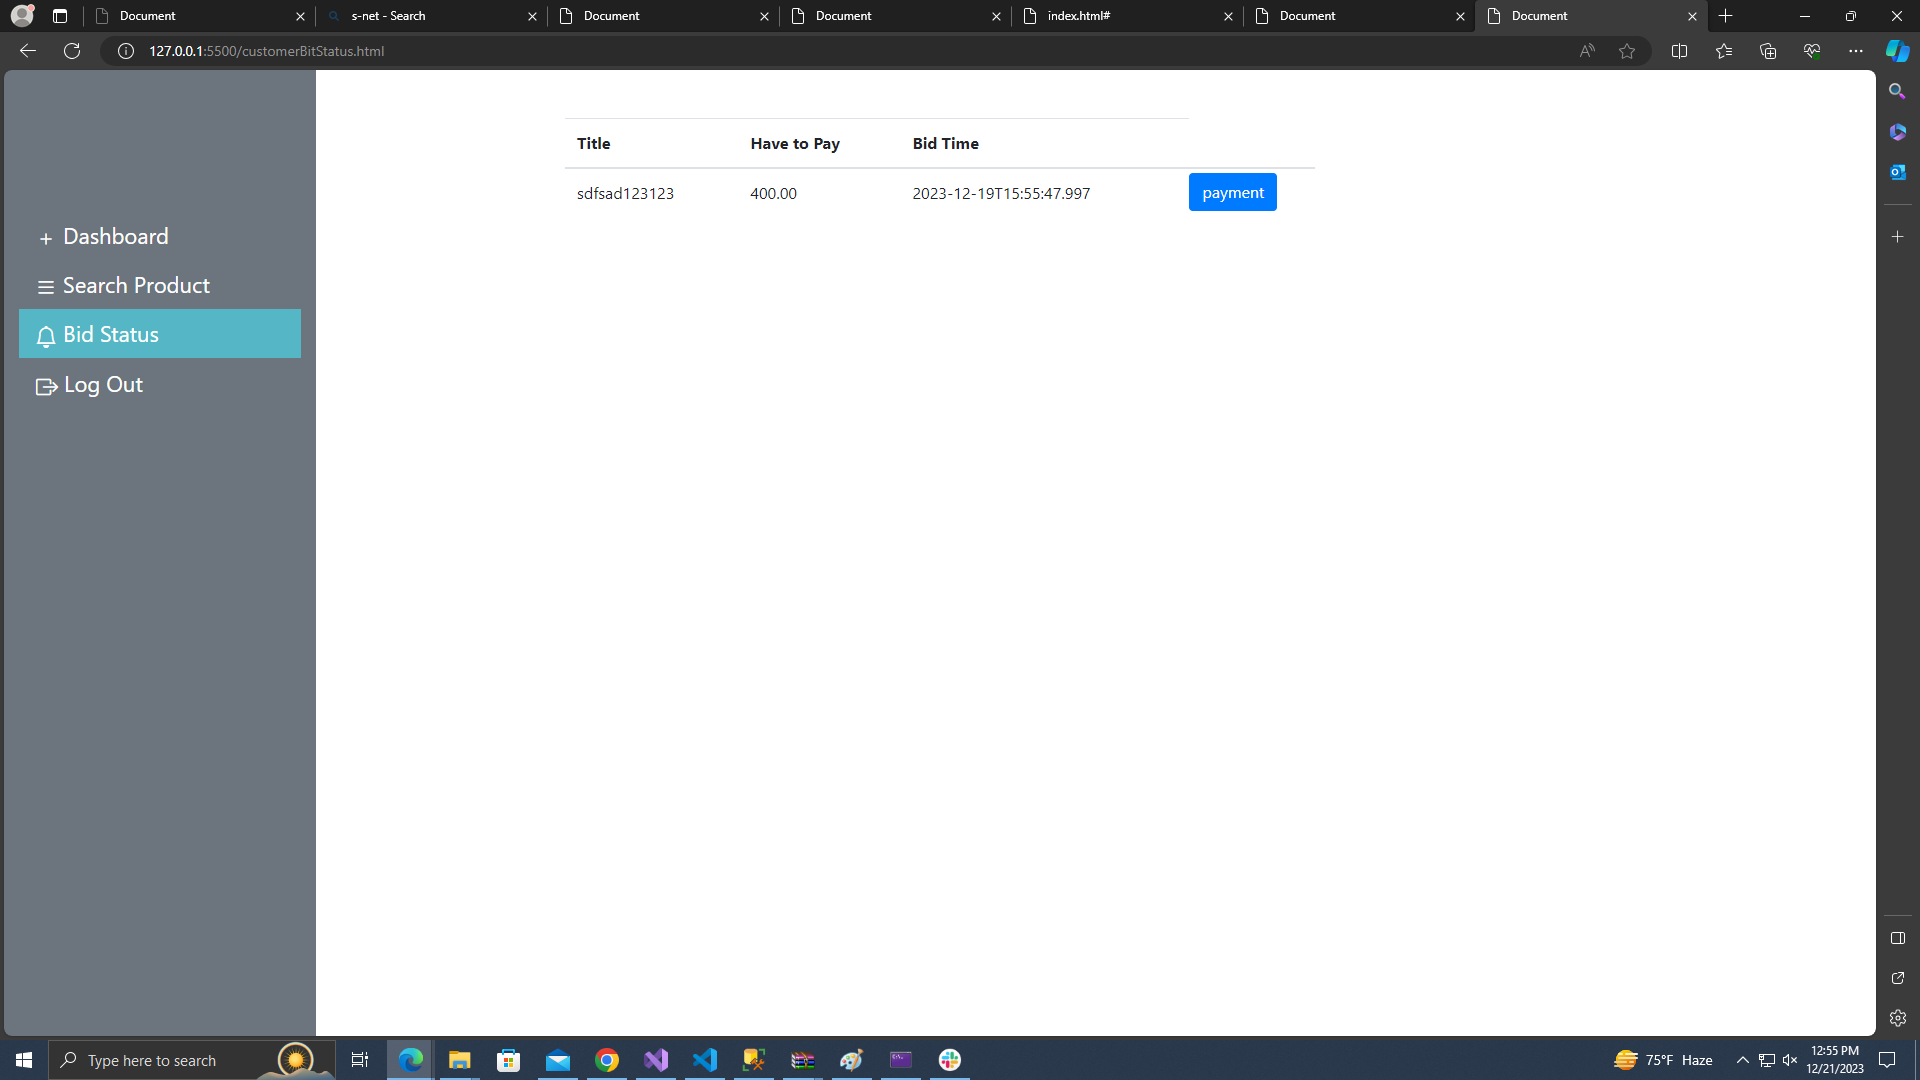 Document
s-net - Search
Document
Document
index.html#
Document
Document
127.0.0.1:5500/customerBitStatus.html
Title Have to Pay Bid Time
sdfsad123123 400.00 2023-12-19T15:55:47.997 payment
+ Dashboard
Search Product
Bid Status
Log Out
Type here to search
75°F Haze
12:55 PM
12/21/2023